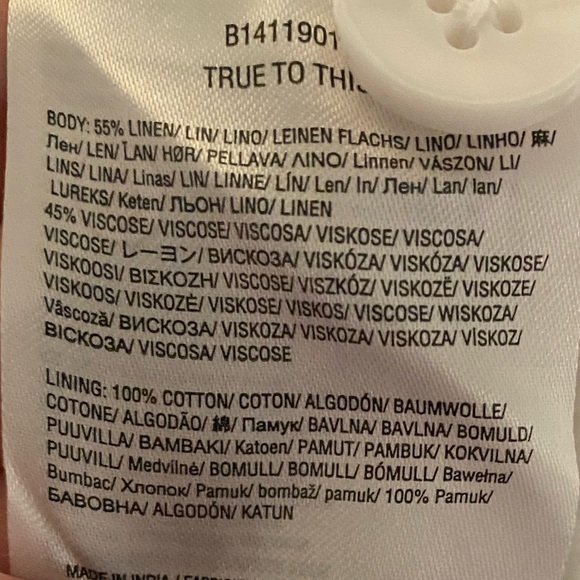 B1411901
TRUE TO
BODY: 55% LINEN/ LIN/ LINO/ LEINEN FLACHS/ LINO/ LINHO/ 麻/
Лен/ LEN/ ĽAN/ HØR/ PELLAVA/ ΛΙΝΟ/ Linnen/ VÁSZON/ LI/
LINS/ LINA/ Linas/ LIN/ LINNE/ LÍN/ Len/ In/ Лен/ Lan/ lan/
LUREKS/ Keten/ ЛЬОН/ LINO/ LINEN
45% VISCOSE/ VISCOSE/ VISCOSA/ VISKOSE/ VISCOSA/
VISCOSE/ レーヨン/ ВИСКОЗА/ VISKÓZA/ VISKÓZA/ VISKOSE/
VISKOOSI/ ΒΙΣΚΟΖΗ/ VISCOSE/ VISZKÓZ/ VISKOZĒ/ VISKOZE/
VISKOOS/ VISKOZĖ/ VISKOSE/ VISKOS/ VISCOSE/ WISKOZA/
Vâscoză/ ВИСКОЗА/ VISKOZA/ VISKOZA/ VISKOZA/ VİSKOZ/
ВІСКОЗА/ VISCOSA/ VISCOSE
LINING: 100% COTTON/ COTON/ ALGODÓN/ BAUMWOLLE/
COTONE/ ALGODÃO/ 綿/ Памук/ BAVLNA/ BAVLNA/ BOMULD/
PUUVILLA/ ΒΑΜΒΑΚΙ/ Katoen/ PAMUT/ PAMBUK/ KOKVILNA/
PUUVILL/ Medvilnė/ BOMULL/ BOMULL/ BÓMULL/ Bawełna/
Bumbac/ Хлопок/ Pamuk/ bombaž/ pamuk/ 100% Pamuk/
БАВОВНА/ ALGODÓN/ KATUN
MADE IN INDIA /